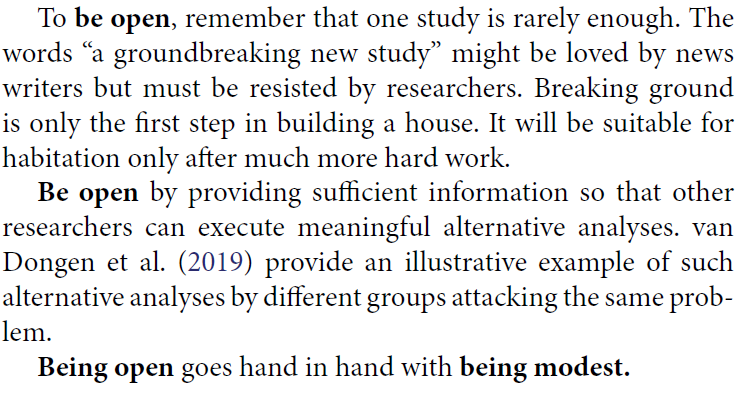 To be open, remember that one study is rarely enough. The
words “a groundbreaking new study” might be loved by news
writers but must be resisted by researchers. Breaking ground
is only the first step in building a house. It will be suitable for
habitation only after much more hard work.
Be open by providing sufficient information so that other
researchers can execute meaningful alternative analyses. van
Dongen et al. (2019) provide an illustrative example of such
alternative analyses by different groups attacking the same prob-
lem.
Being open goes hand in hand with being modest.